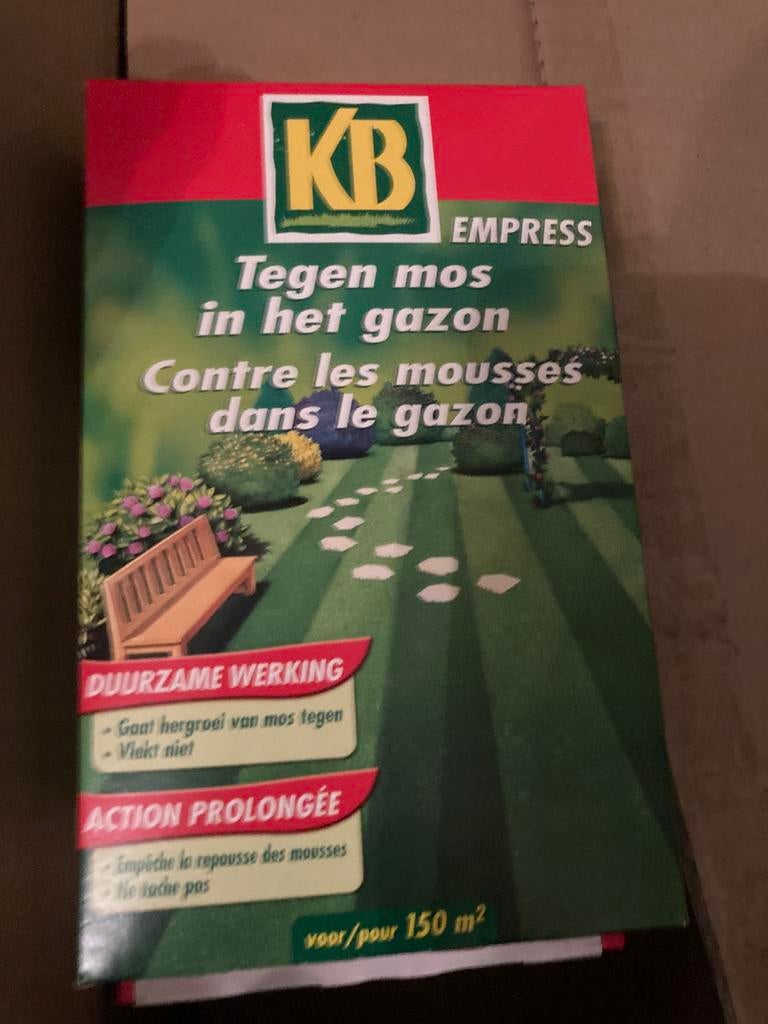 KB
EMPRESS
Tegen mos
in het gazon
Contre les mousses
dans le gazon
DUURZAME WERKING
- Gaat hergroei van mos tegen
- Vlekt niet
ACTION PROLONGÉE
- Empêche la repousse des mousses
- Ne tache pas
voor/pour 150 m²